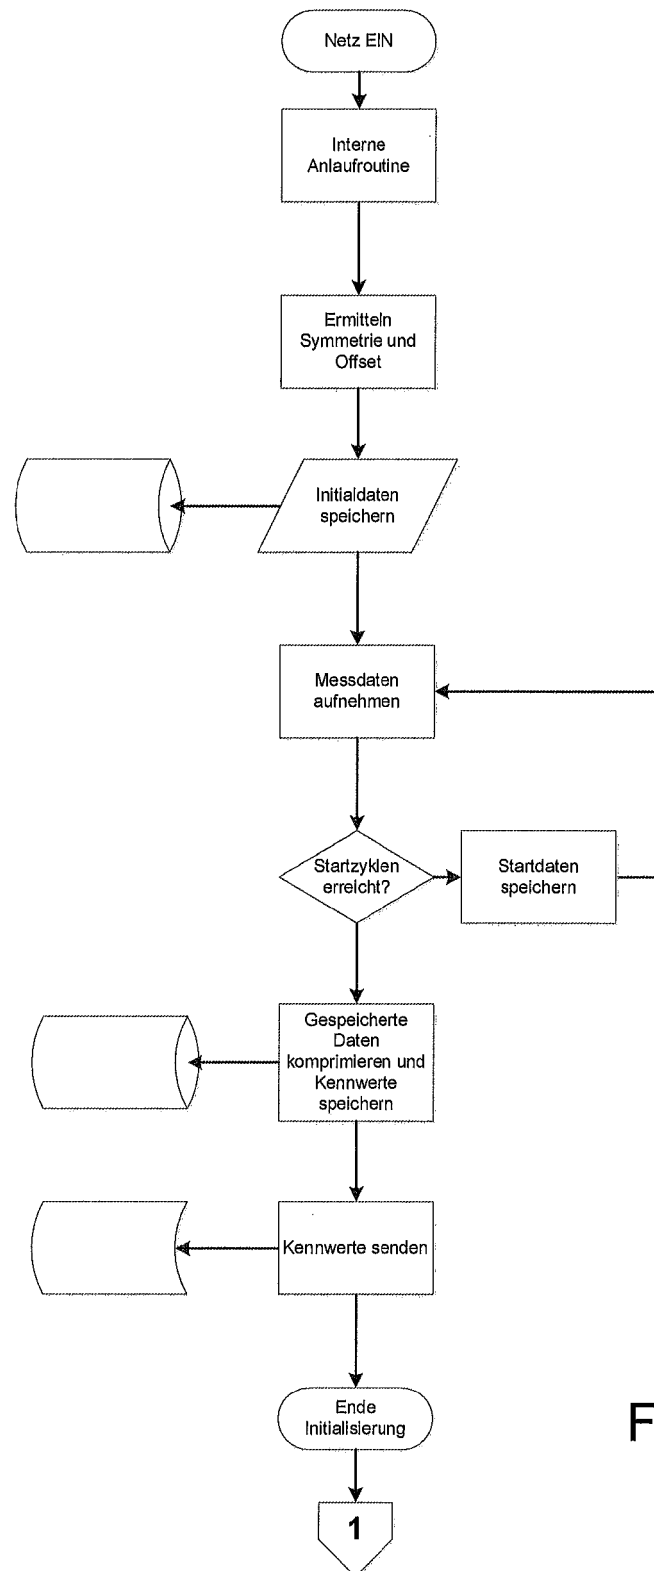 Netz EIN
Interne
Anlaufroutine
Ermitteln
Symmetrie und
Offset
Initialdaten
speichern
Messdaten
aufnehmen
Startzyklen
erreicht?
Startdaten
speichern
Gespeicherte
Daten
komprimieren und
Kennwerte
speichern
Kennwerte senden
Ende
Initialisierung
F
1